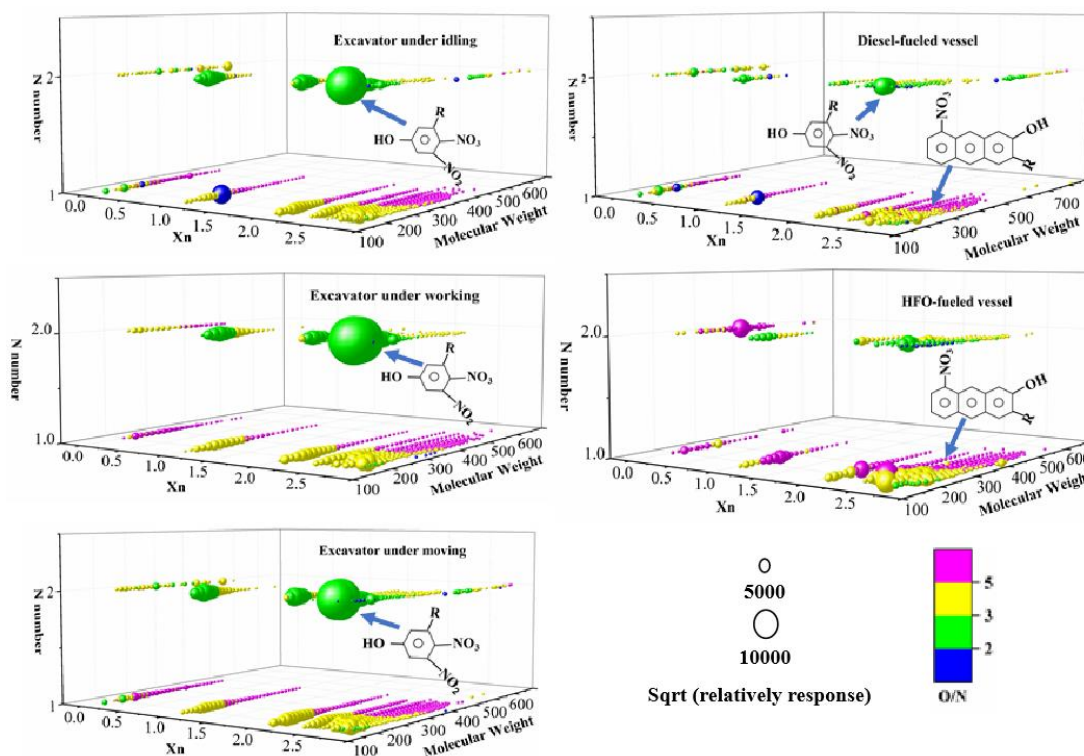 Excavator under idling
N number
2
1
R
HO
NO3
NO2
0.0 0.5 1.0 1.5 2.0 2.5
Xn
100 200 300 400 500 600
Molecular Weight
Diesel-fueled vessel
N number
2
1
R
HO
NO3
NO2
NO3
OH
R
0.0 0.5 1.0 1.5 2.0 2.5
Xn
100 300 500 700
Molecular Weight
Excavator under working
N number
2.0
1.0
R
HO
NO3
NO2
0.0 0.5 1.0 1.5 2.0 2.5
Xn
100 200 300 400 500 600
Molecular Weight
HFO-fueled vessel
N number
2.0
1.0
NO3
OH
R
0.0 0.5 1.0 1.5 2.0 2.5
Xn
100 200 300 400 500 600
Molecular Weight
Excavator under moving
N number
2
1
R
HO
NO3
NO2
0.0 0.5 1.0 1.5 2.0 2.5
Xn
100 200 300 400 500 600
Molecular Weight
5000
10000
Sqrt (relatively response)
5
3
2
O/N